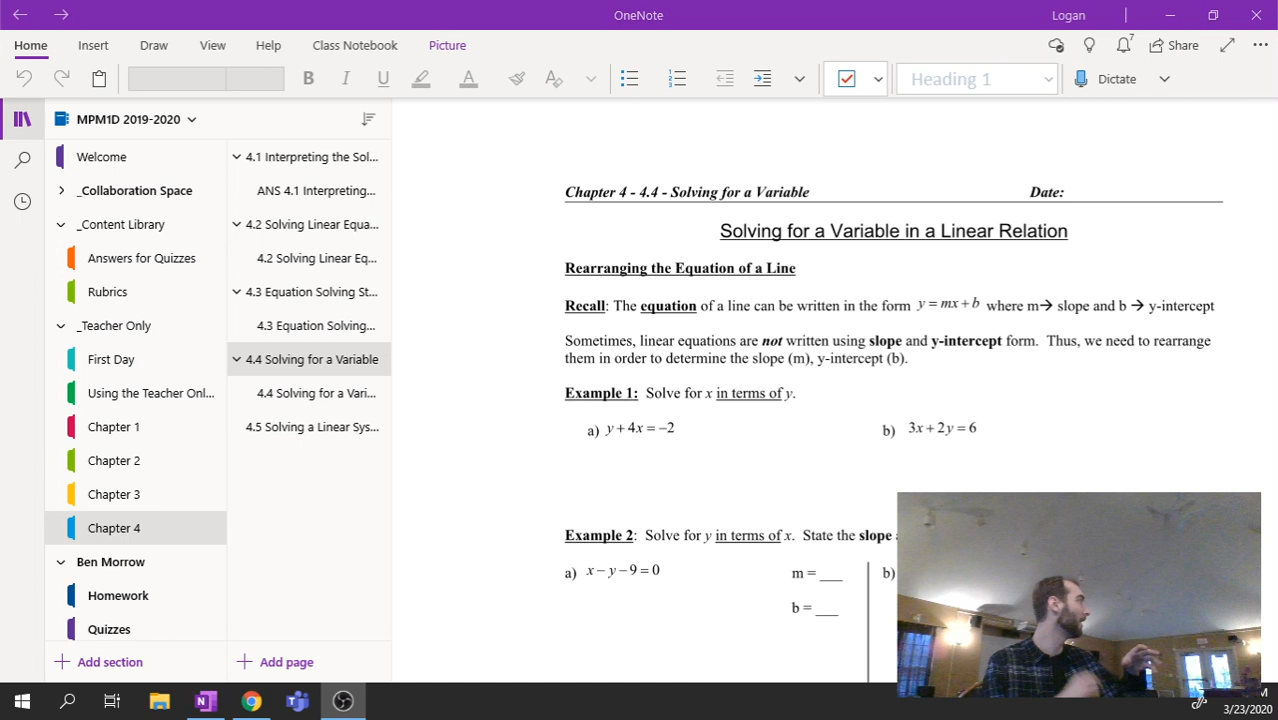 OneNote
Logan
Home Insert Draw View Help Class Notebook Picture
7
Share
B I U A
Heading 1
Dictate
MPM1D 2019-2020
Welcome
_Collaboration Space
_Content Library
Answers for Quizzes
Rubrics
_Teacher Only
First Day
Using the Teacher Onl...
Chapter 1
Chapter 2
Chapter 3
Chapter 4
Ben Morrow
Homework
Quizzes
Add section
4.1 Interpreting the Sol...
ANS 4.1 Interpreting...
4.2 Solving Linear Equa...
4.2 Solving Linear Eq...
4.3 Equation Solving St...
4.3 Equation Solving...
4.4 Solving for a Variable
4.4 Solving for a Vari...
4.5 Solving a Linear Sys...
Add page
Chapter 4 - 4.4 - Solving for a Variable Date:
Solving for a Variable in a Linear Relation
Rearranging the Equation of a Line
Recall: The equation of a line can be written in the form y = mx + b where m→ slope and b → y-intercept
Sometimes, linear equations are not written using slope and y-intercept form. Thus, we need to rearrange
them in order to determine the slope (m), y-intercept (b).
Example 1: Solve for x in terms of y.
a) y + 4x = −2 b) 3x + 2y = 6
Example 2: Solve for y in terms of x. State the slope
a) x − y − 9 = 0 m = ___ b)
b = ___
M
3/23/2020